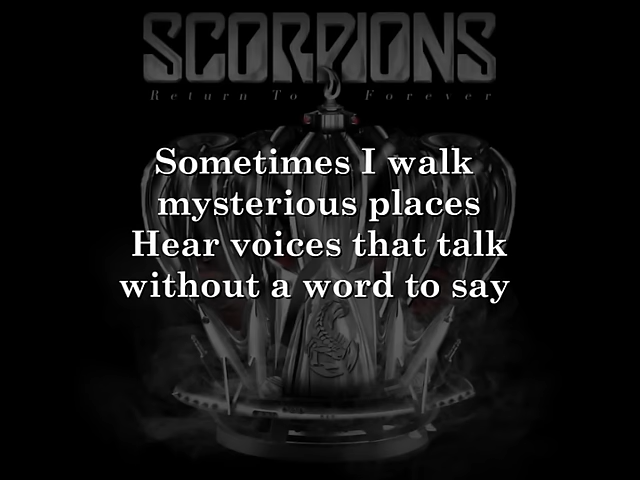 SCORPIONS
Return To Forever
Sometimes I walk
mysterious places
Hear voices that talk
without a word to say